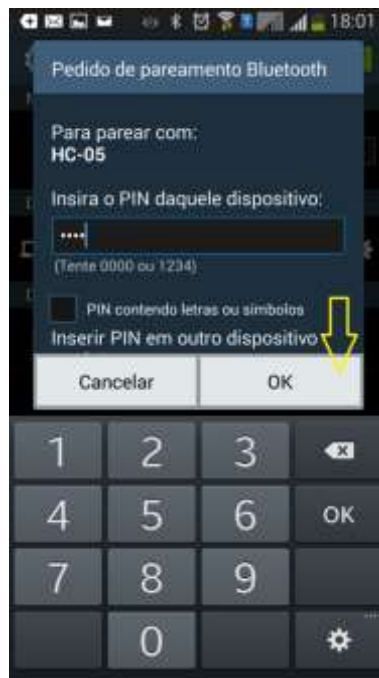 18:01
Pedido de pareamento Bluetooth
Para parear com:
HC-05
Insira o PIN daquele dispositivo:
••••
(Tente 0000 ou 1234)
PIN contendo letras ou símbolos
Inserir PIN em outro dispositivo
Cancelar OK
1 2 3
4 5 6 OK
7 8 9
0